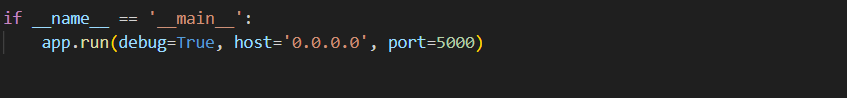 if __name__ == '__main__':
    app.run(debug=True, host='0.0.0.0', port=5000)